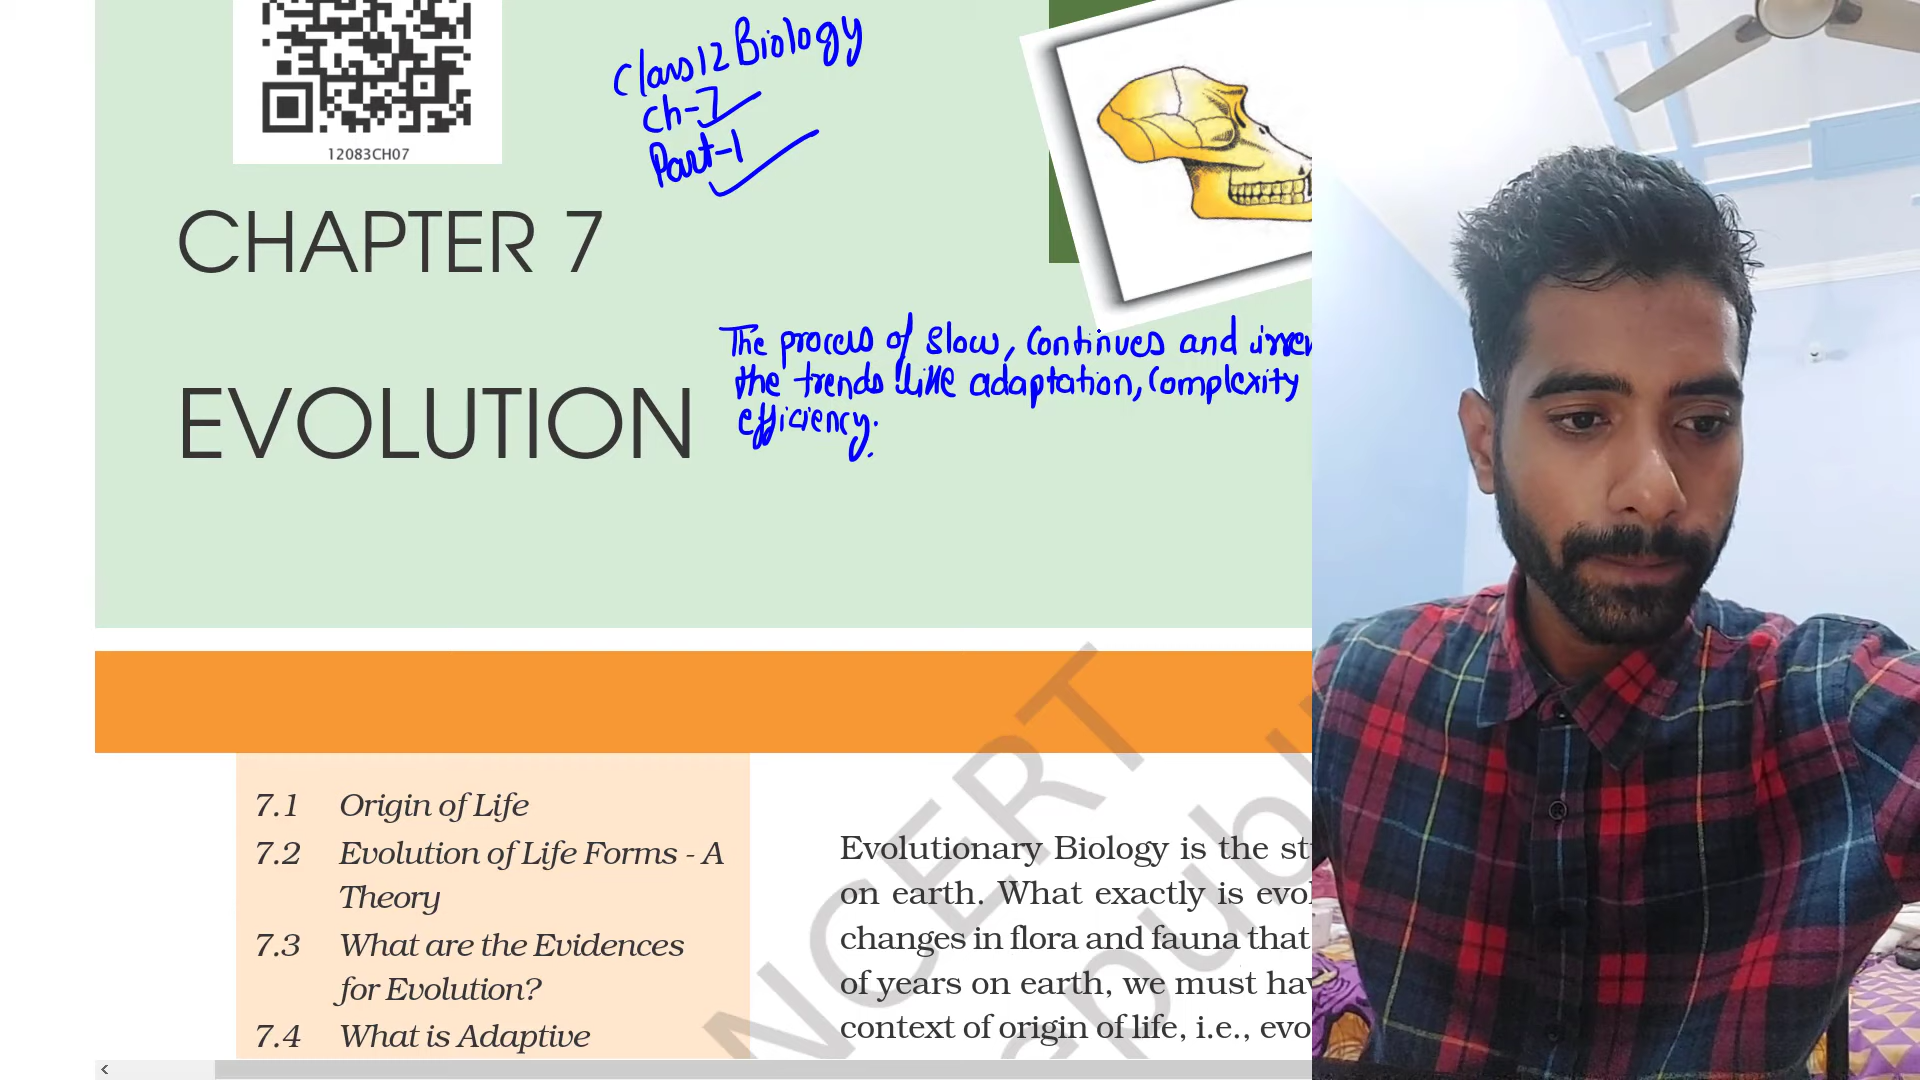 12083CH07
Class 12 Biology
Ch-7
Part-1
CHAPTER 7
EVOLUTION
The process of slow, Continues and
the trends like adaptation, Complexity
efficiency.
7.1 Origin of Life
7.2 Evolution of Life Forms - A
Theory
7.3 What are the Evidences
for Evolution?
7.4 What is Adaptive
Evolutionary Biology is the
on earth. What exactly is
changes in flora and fauna that
of years on earth, we must
context of origin of life, i.e.,
NCERT